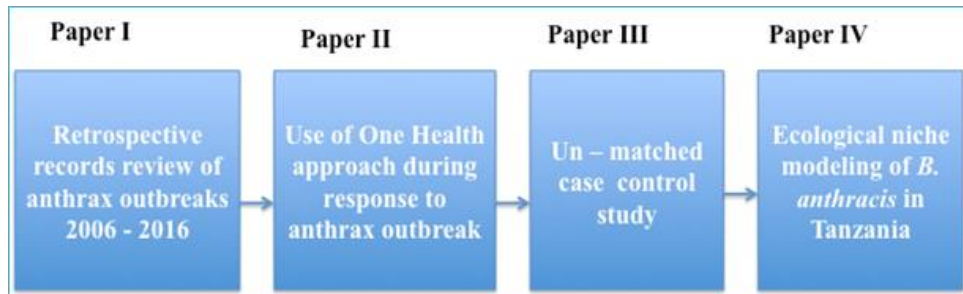 Paper I
Paper II
Paper III
Paper IV
Retrospective
records review of
anthrax outbreaks
2006 - 2016
Use of One Health
approach during
response to
anthrax outbreak
Un – matched
case control
study
Ecological niche
modeling of B.
anthracis in
Tanzania